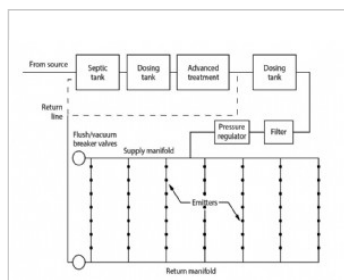 From source
Septic
tank
Dosing
tank
Advanced
treatment
Dosing
tank
Return
line
Pressure
regulator
Filter
Flush/vacuum
breaker valves
Supply manifold
Emitters
Return manifold